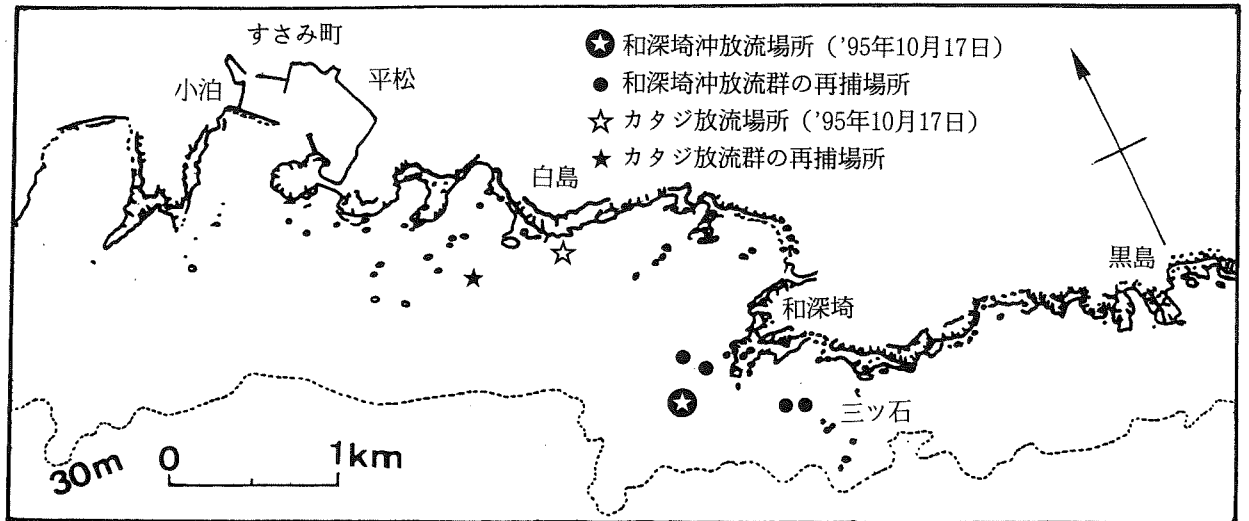 すさみ町
小泊
平松
✪ 和深埼沖放流場所('95年10月17日)
● 和深埼沖放流群の再捕場所
☆ カタジ放流場所('95年10月17日)
★ カタジ放流群の再捕場所
白島
黒島
和深埼
三ッ石
30m
0 1km